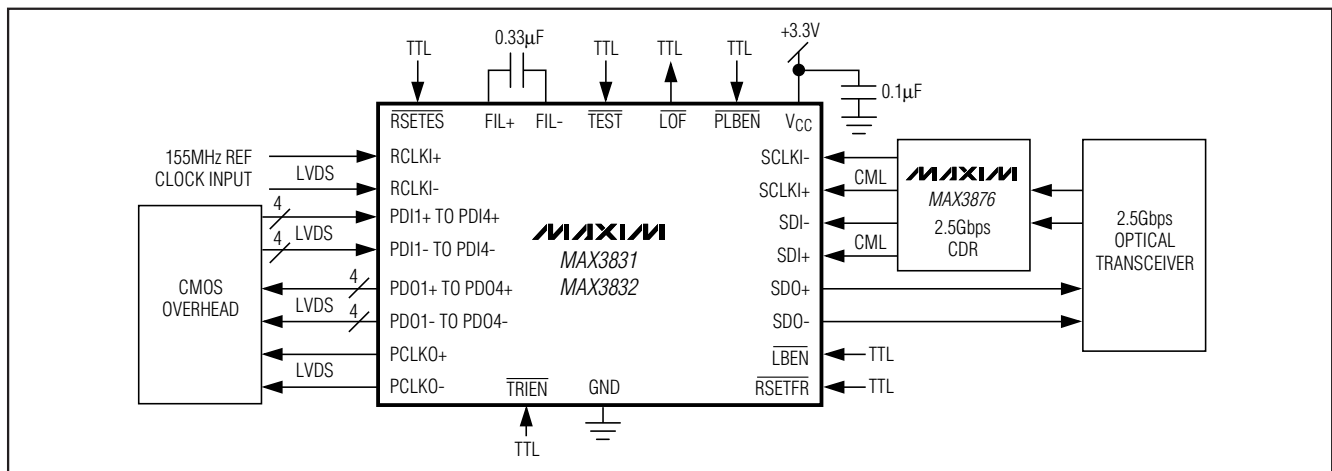 TTL
0.33µF
TTL
TTL
TTL
+3.3V
0.1µF
RSETES
FIL+
FIL-
TEST
LOF
PLBEN
VCC
155MHz REF
CLOCK INPUT
LVDS
RCLKI+
RCLKI-
4
LVDS
4
PDI1+ TO PDI4+
PDI1- TO PDI4-
CMOS
OVERHEAD
4
LVDS
4
PDO1+ TO PDO4+
PDO1- TO PDO4-
LVDS
PCLKO+
PCLKO-
MAXIM
MAX3831
MAX3832
SCLKI-
SCLKI+
SDI-
SDI+
SDO+
SDO-
LBEN
RSETFR
CML
CML
MAXIM
MAX3876
2.5Gbps
CDR
2.5Gbps
OPTICAL
TRANSCEIVER
TTL
TTL
TRIEN
GND
TTL